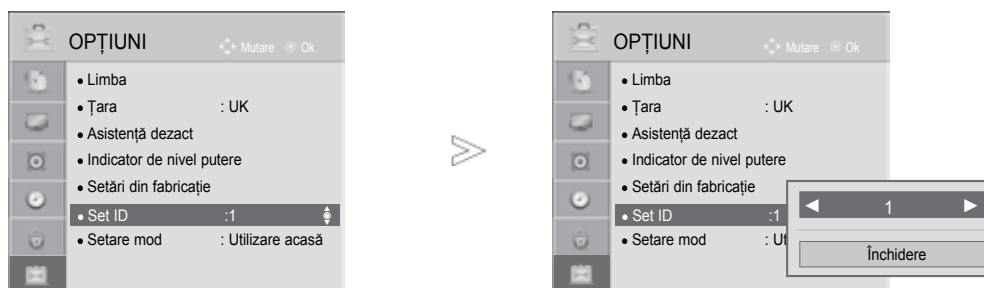 OPȚIUNI
Mutare Ok
• Limba
• Țara : UK
• Asistență dezact
• Indicator de nivel putere
• Setări din fabricație
• Set ID :1
• Setare mod : Utilizare acasă
OPȚIUNI
Mutare Ok
• Limba
• Țara : UK
• Asistență dezact
• Indicator de nivel putere
• Setări din fabricație
• Set ID :1
• Setare mod : Ut
◄ 1 ►
Închidere